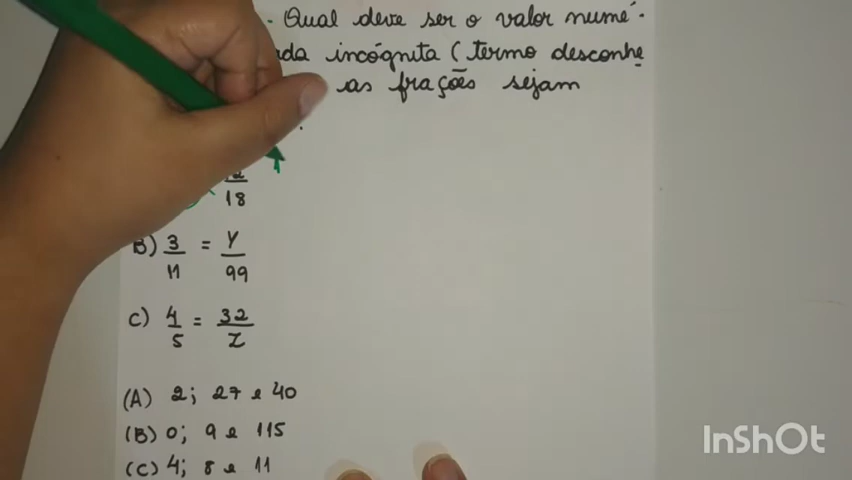 - Qual deve ser o valor numé-
incógnita (termo desconhe
as frações sejam
18
B) 3/11 = Y/99
C) 4/5 = 32/Z
(A) 2; 27 e 40
(B) 0; 9 e 115
(C) 4; 8 e 11
InShOt